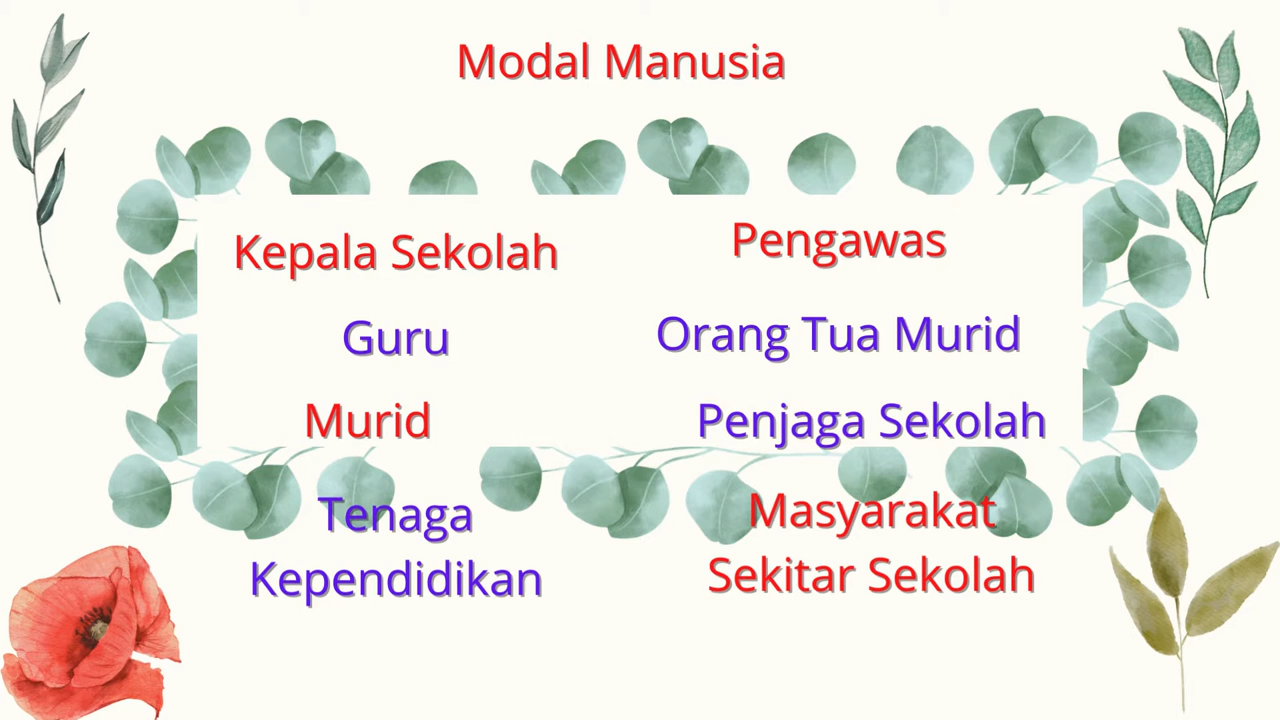 Modal Manusia
Kepala Sekolah
Guru
Murid
Tenaga
Kependidikan
Pengawas
Orang Tua Murid
Penjaga Sekolah
Masyarakat
Sekitar Sekolah